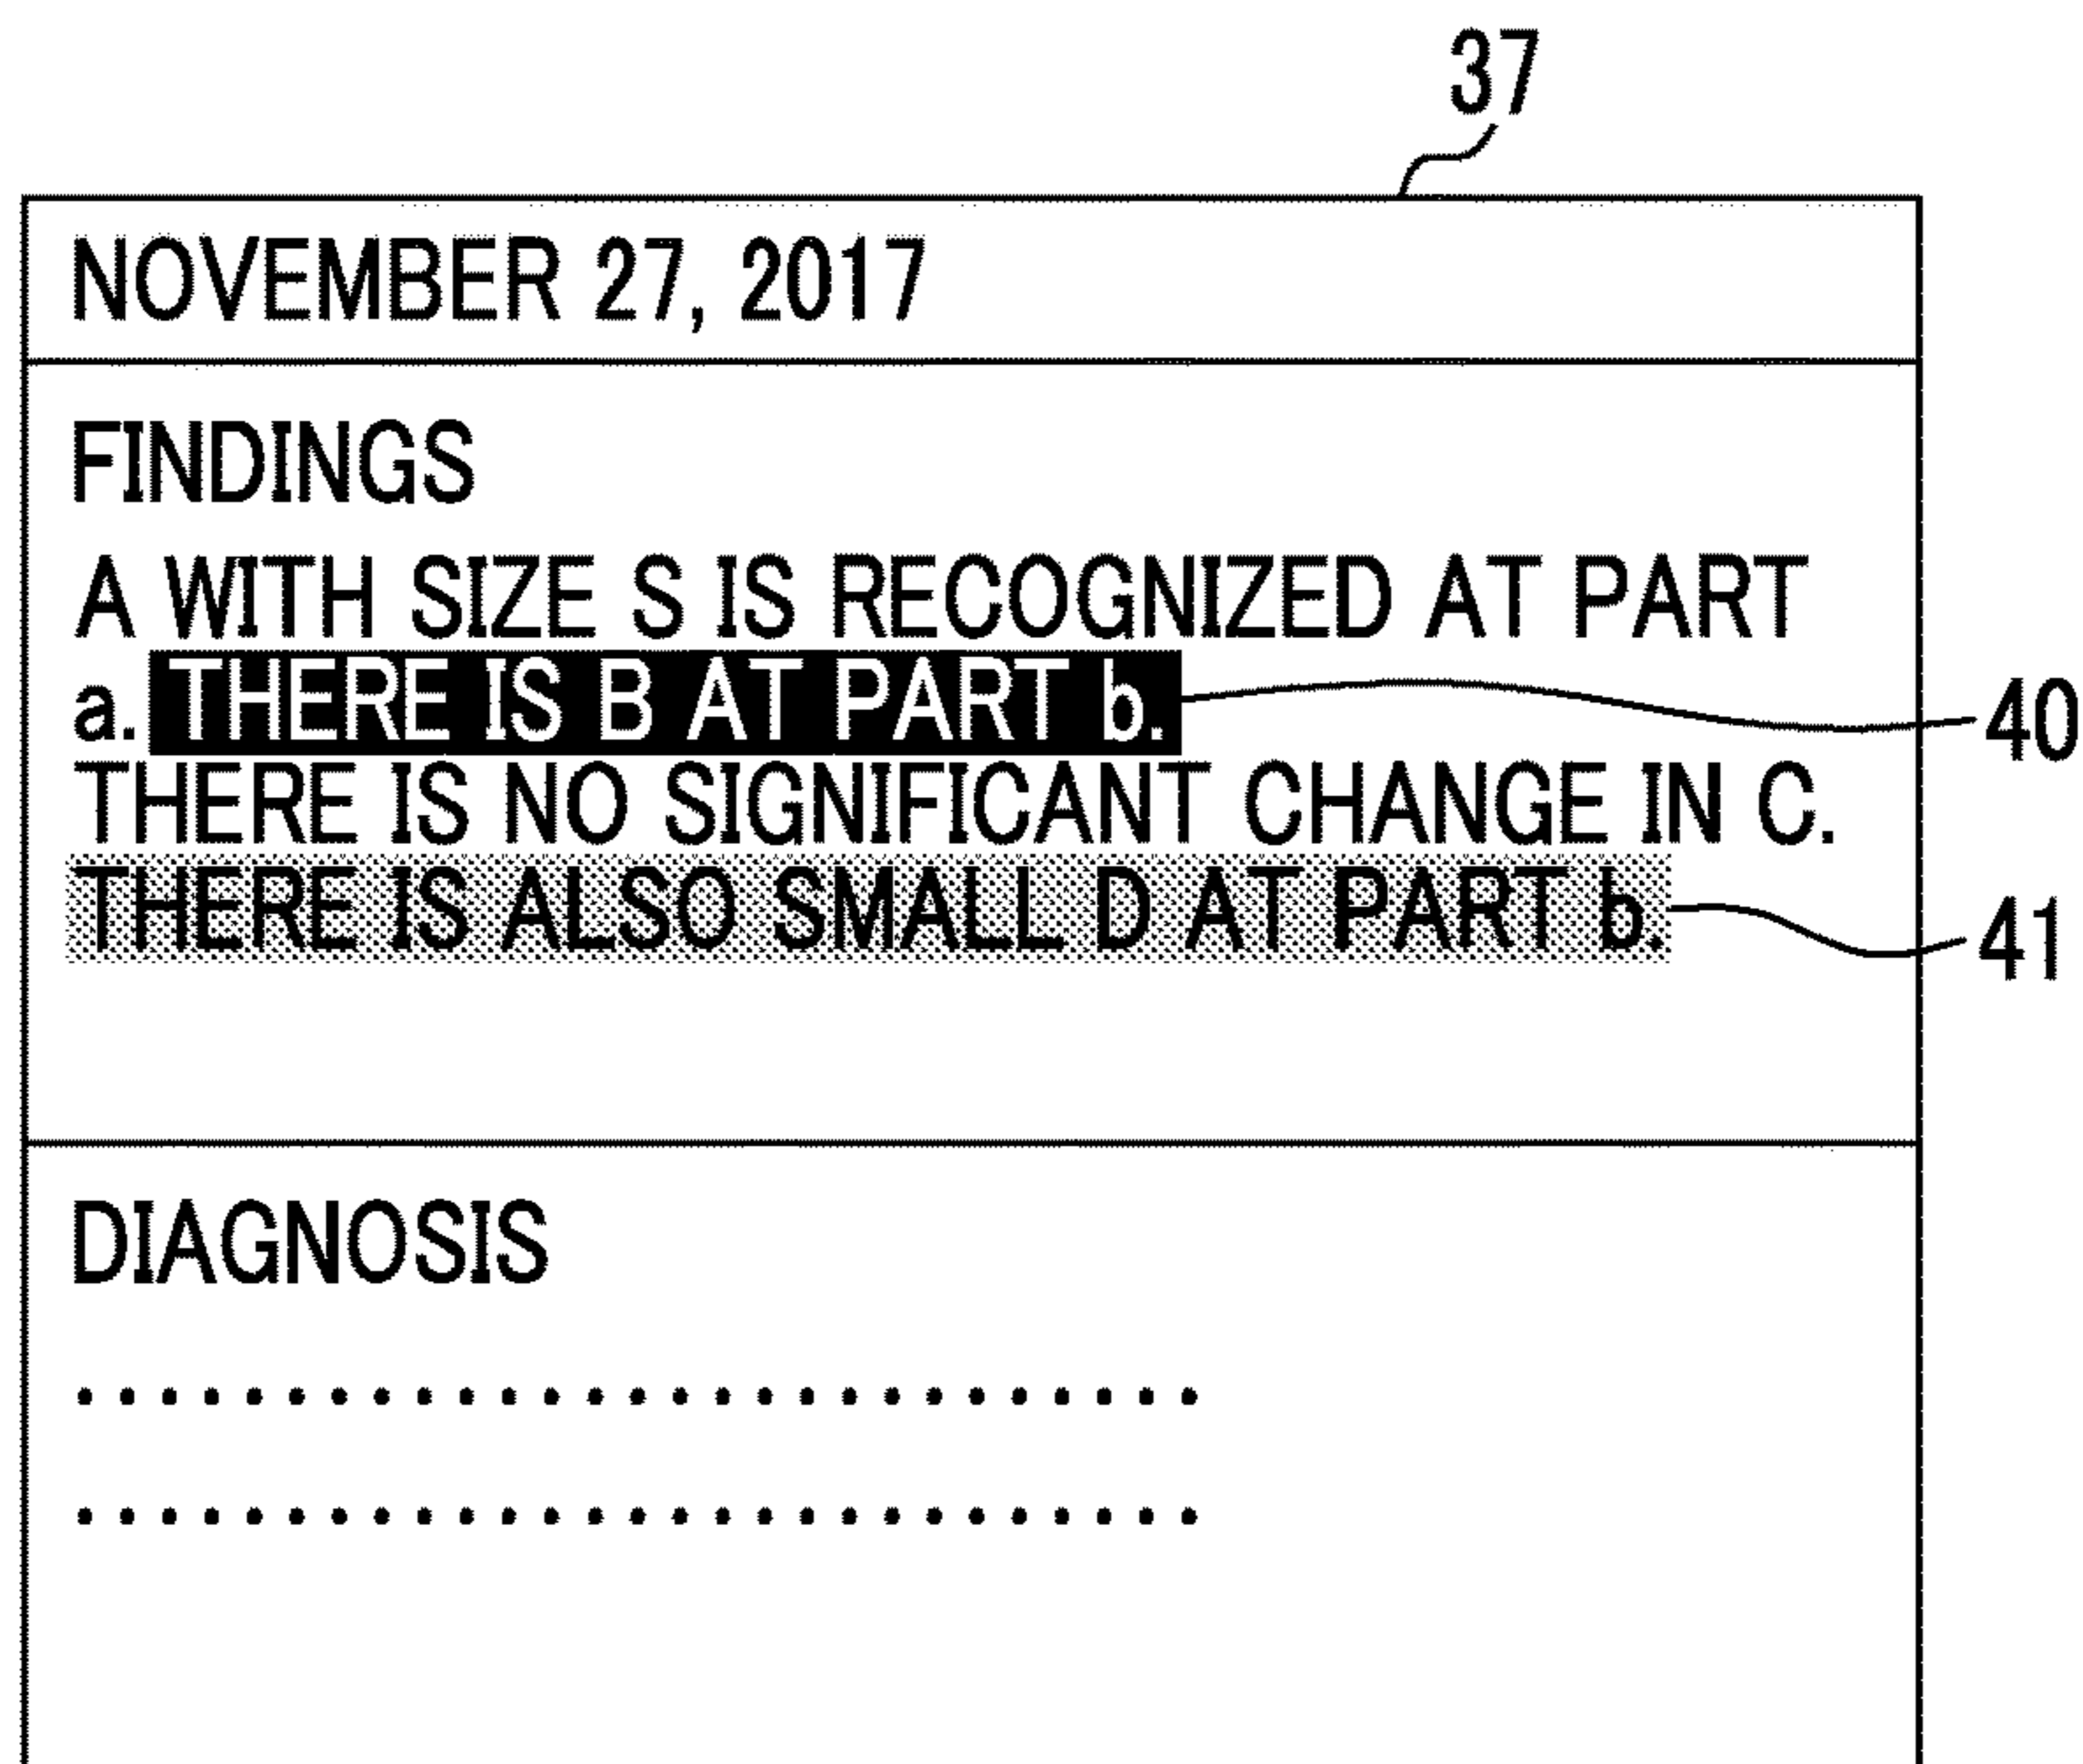 37
NOVEMBER 27, 2017
FINDINGS
A WITH SIZE S IS RECOGNIZED AT PART
a. THERE IS B AT PART b.
40
THERE IS NO SIGNIFICANT CHANGE IN C.
THERE IS ALSO SMALL D AT PART b.
41
DIAGNOSIS
• • • • • • • • • • • • • • • • • • • • • • • • • • •
• • • • • • • • • • • • • • • • • • • • • • • • • • •